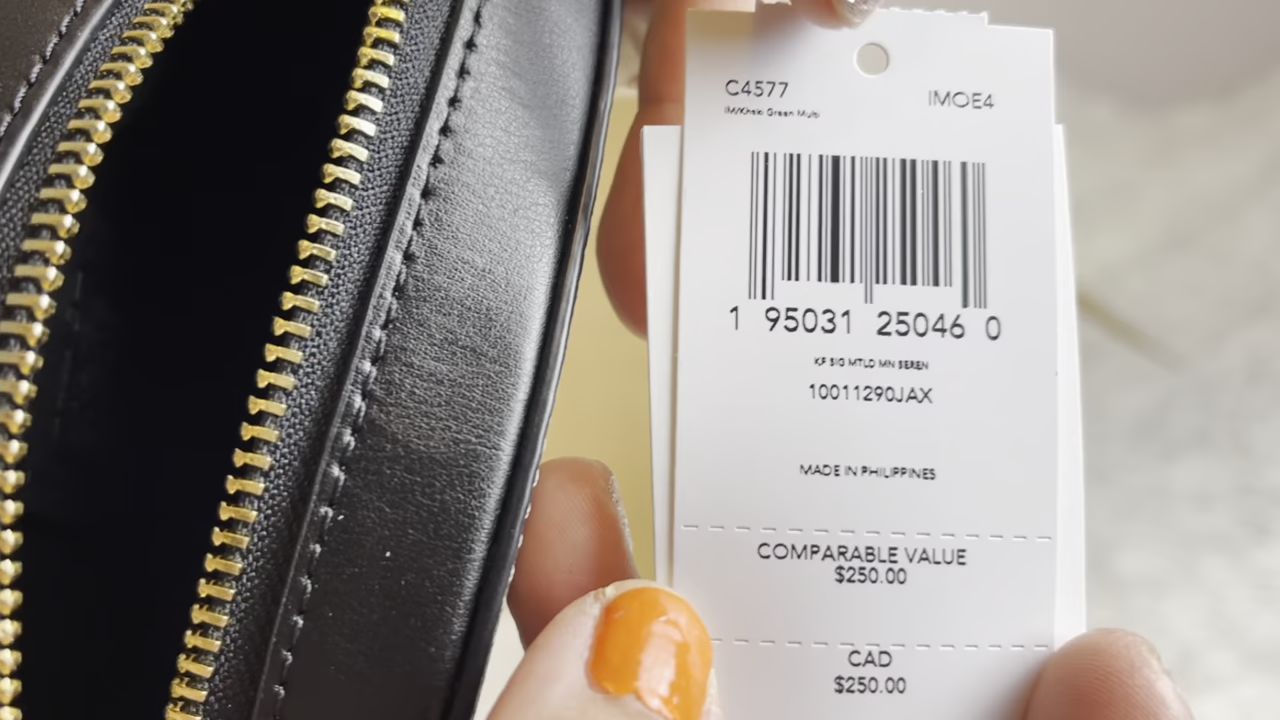 C4577 IMOE4
IM/Khaki Green Multi
1 95031 25046 0
KF SIG MTLD MN SEREN
10011290JAX
MADE IN PHILIPPINES
COMPARABLE VALUE
$250.00
CAD
$250.00